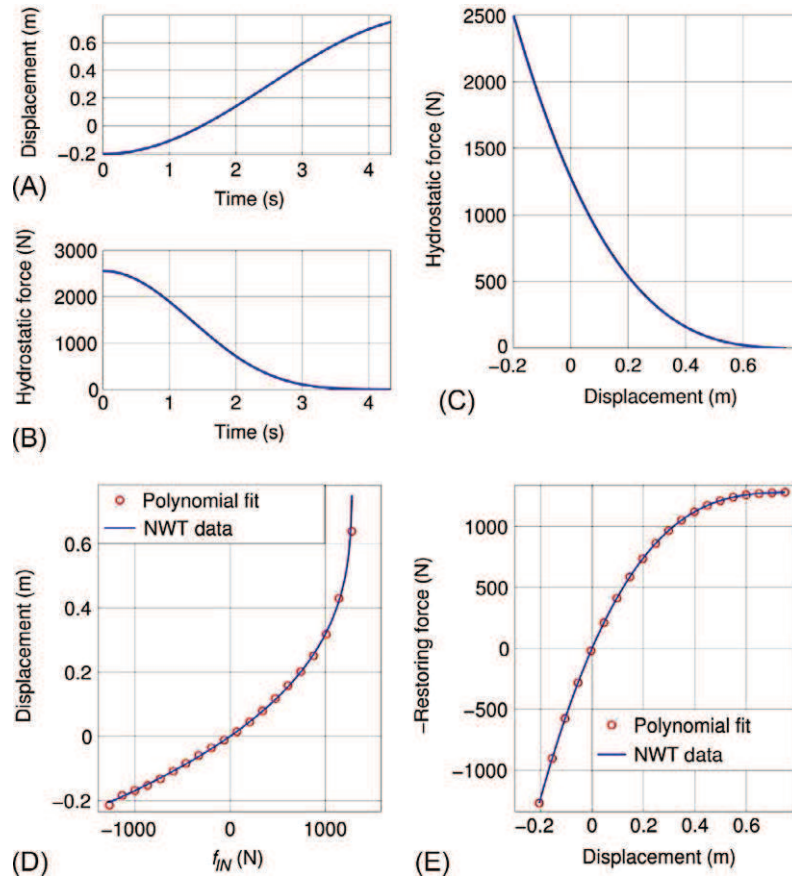 Displacement (m)
0.8
0.6
0.4
0.2
0
−0.2
0 1 2 3 4
Time (s)
(A)
Hydrostatic force (N)
3000
2000
1000
0
0 1 2 3 4
Time (s)
(B)
Hydrostatic force (N)
2500
2000
1500
1000
500
0
−0.2 0 0.2 0.4 0.6
Displacement (m)
(C)
Polynomial fit
NWT data
Displacement (m)
0.6
0.4
0.2
0
−0.2
−1000 0 1000
fIN (N)
(D)
−Restoring force (N)
1000
500
0
−500
−1000
Polynomial fit
NWT data
−0.2 0 0.2 0.4 0.6
Displacement (m)
(E)